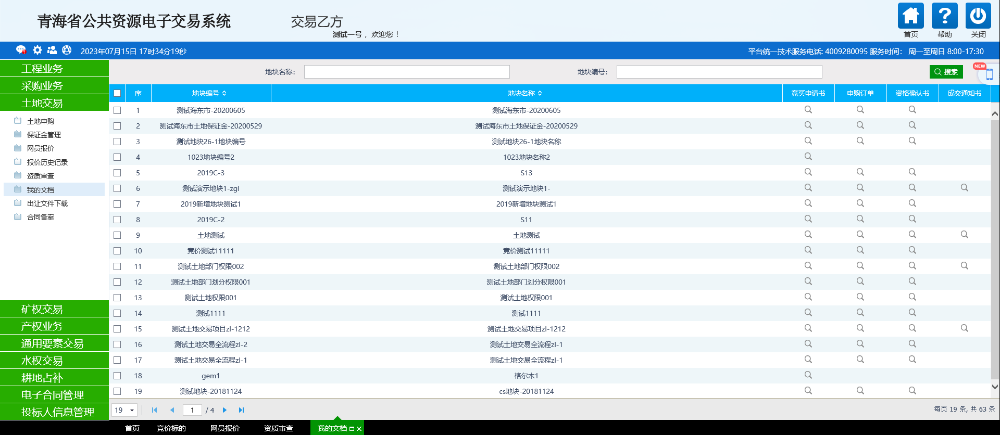 青海省公共资源电子交易系统
交易乙方
测试一号， 欢迎您！
首页 帮助 关闭
2023年07月15日 17时34分19秒
平台统一技术服务电话: 4009280095 服务时间： 周一至周日 8:00-17:30
工程业务
采购业务
土地交易
土地申购
保证金管理
网员报价
报价历史记录
资质审查
我的文档
出让文件下载
合同备案
矿权交易
产权业务
通用要素交易
水权交易
耕地占补
电子合同管理
投标人信息管理
地块名称： 地块编号： 搜索 NEW
序 地块编号 地块名称 竞买申请书 申购订单 资格确认书 成交通知书
1 测试海东市-20200605 测试海东市-20200605
2 测试海东市土地保证金-20200529 测试海东市土地保证金-20200529
3 测试地块26-1地块编号 测试地块26-1地块名称
4 1023地块编号2 1023地块名称2
5 2019C-3 S13
6 测试演示地块1-zgl 测试演示地块1-
7 2019新增地块测试1 2019新增地块测试1
8 2019C-2 S11
9 土地测试 土地测试
10 竞价测试11111 竞价测试11111
11 测试土地部门权限002 测试土地部门权限002
12 测试土地部门划分权限001 测试土地部门划分权限001
13 测试土地权限001 测试土地权限001
14 测试1111 测试1111
15 测试土地交易项目zl-1212 测试土地交易项目zl-1212
16 测试土地交易全流程zl-2 测试土地交易全流程zl-1
17 测试土地交易全流程zl-1 测试土地交易全流程zl-1
18 gem1 格尔木1
19 测试地块-20181124 cs地块-20181124
19 1 / 4 每页 19 条, 共 63 条
首页 竞价标的 网员报价 资质审查 我的文档